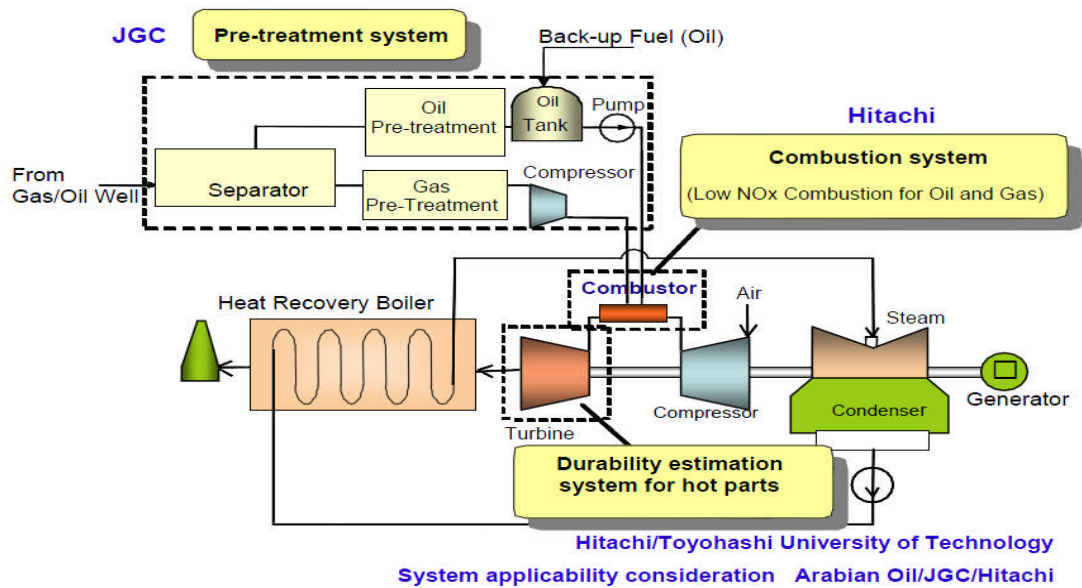 JGC
Pre-treatment system
Back-up Fuel (Oil)
Oil
Pre-treatment
Oil
Tank
Pump
Hitachi
Combustion system
(Low NOx Combustion for Oil and Gas)
From
Gas/Oil Well
Separator
Gas
Pre-Treatment
Compressor
Combustor
Air
Heat Recovery Boiler
Steam
Turbine
Compressor
Condenser
Generator
Durability estimation
system for hot parts
Hitachi/Toyohashi University of Technology
System applicability consideration Arabian Oil/JGC/Hitachi